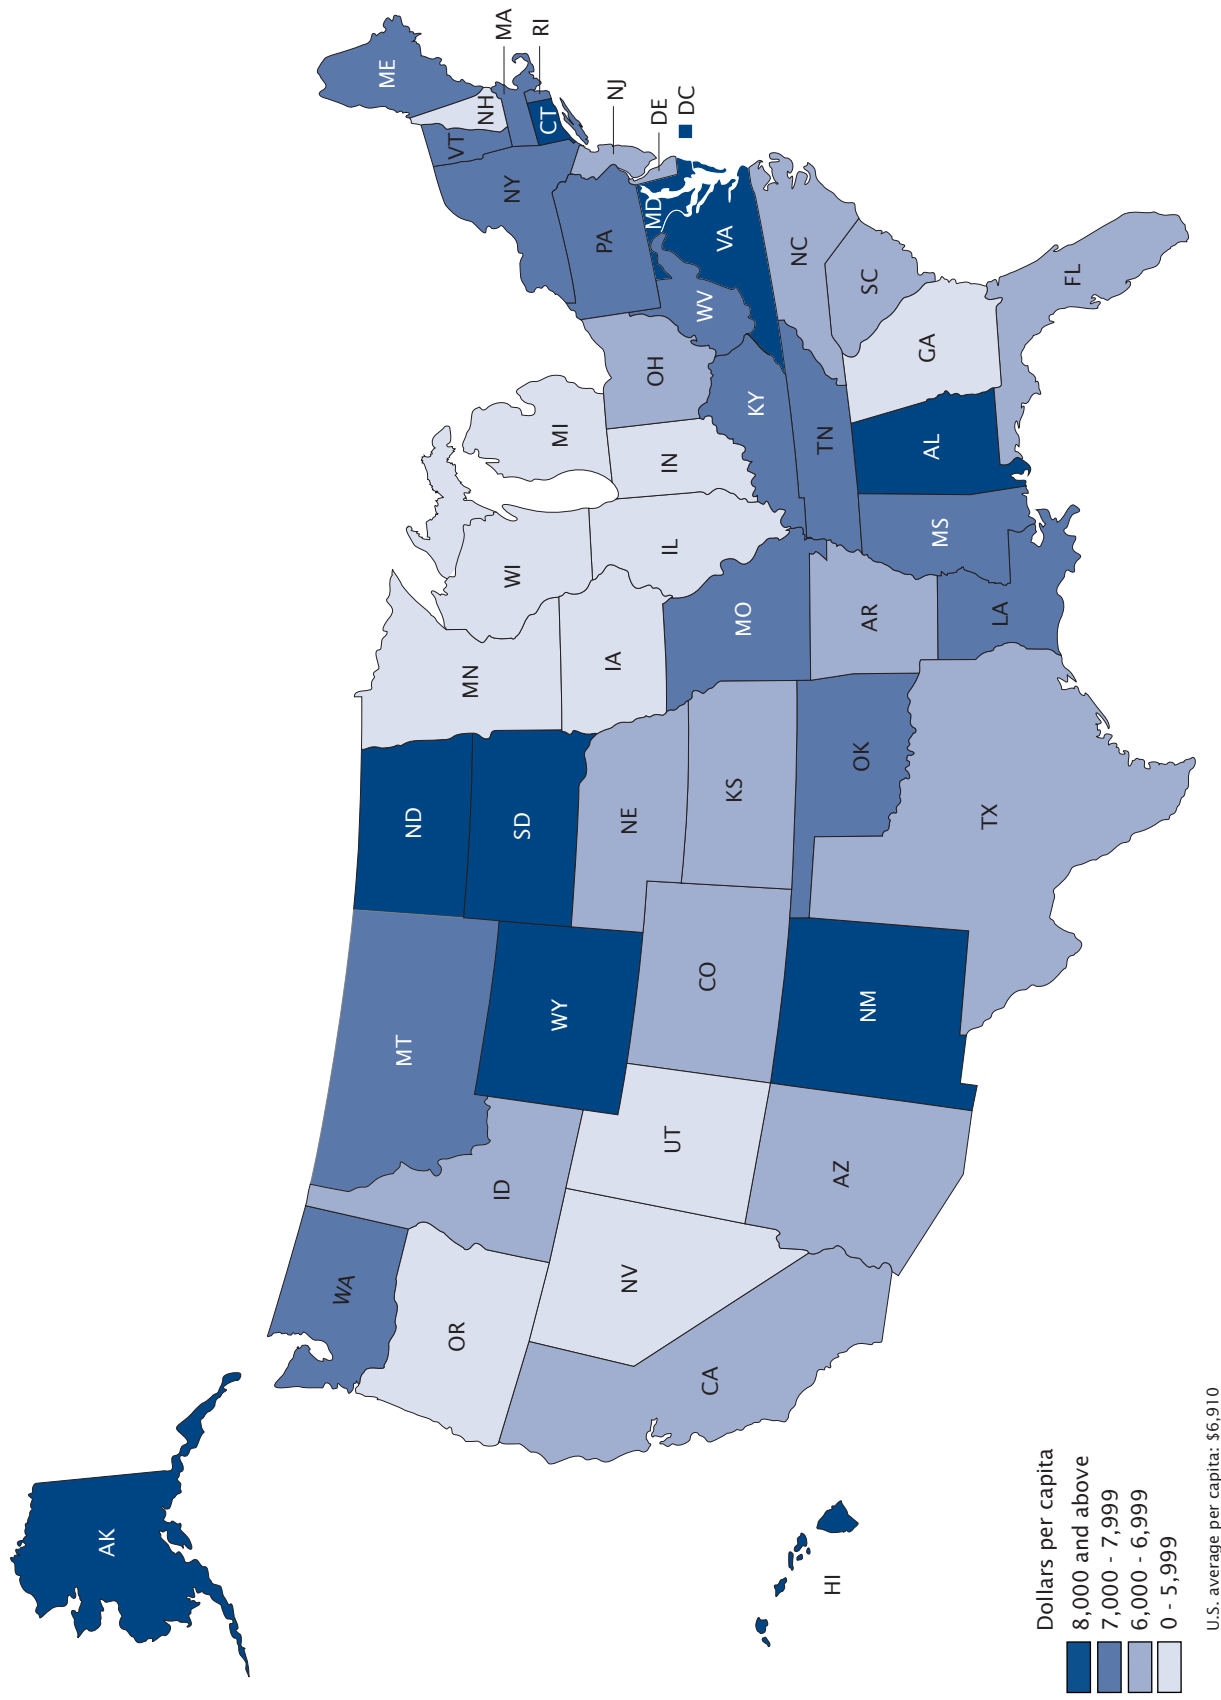 AK
HI
WA
OR
CA
NV
ID
MT
WY
UT
AZ
CO
NM
ND
SD
NE
KS
OK
TX
MN
IA
MO
AR
LA
WI
IL
MI
IN
OH
KY
TN
MS
AL
GA
FL
SC
NC
VA
WV
MD
DC
DE
PA
NJ
NY
CT
RI
MA
VT
NH
ME
Dollars per capita
8,000 and above
7,000 - 7,999
6,000 - 6,999
0 - 5,999
U.S. average per capita: $6,910